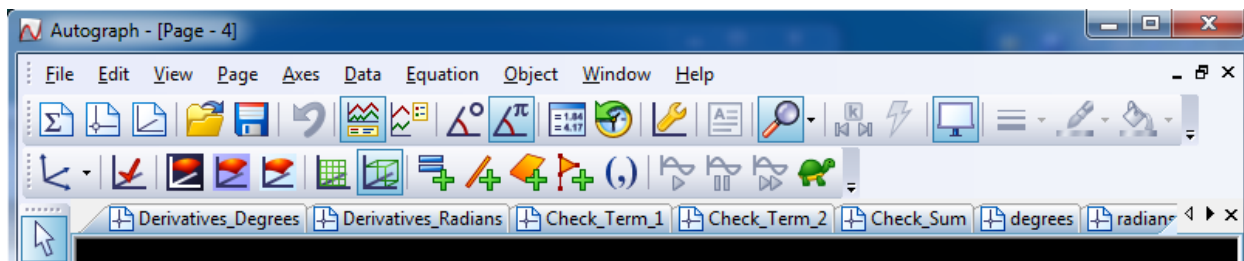 Autograph - [Page - 4]
File Edit View Page Axes Data Equation Object Window Help
Σ π 1.84 4.17 A k
(,)
Derivatives_Degrees Derivatives_Radians Check_Term_1 Check_Term_2 Check_Sum degrees radians